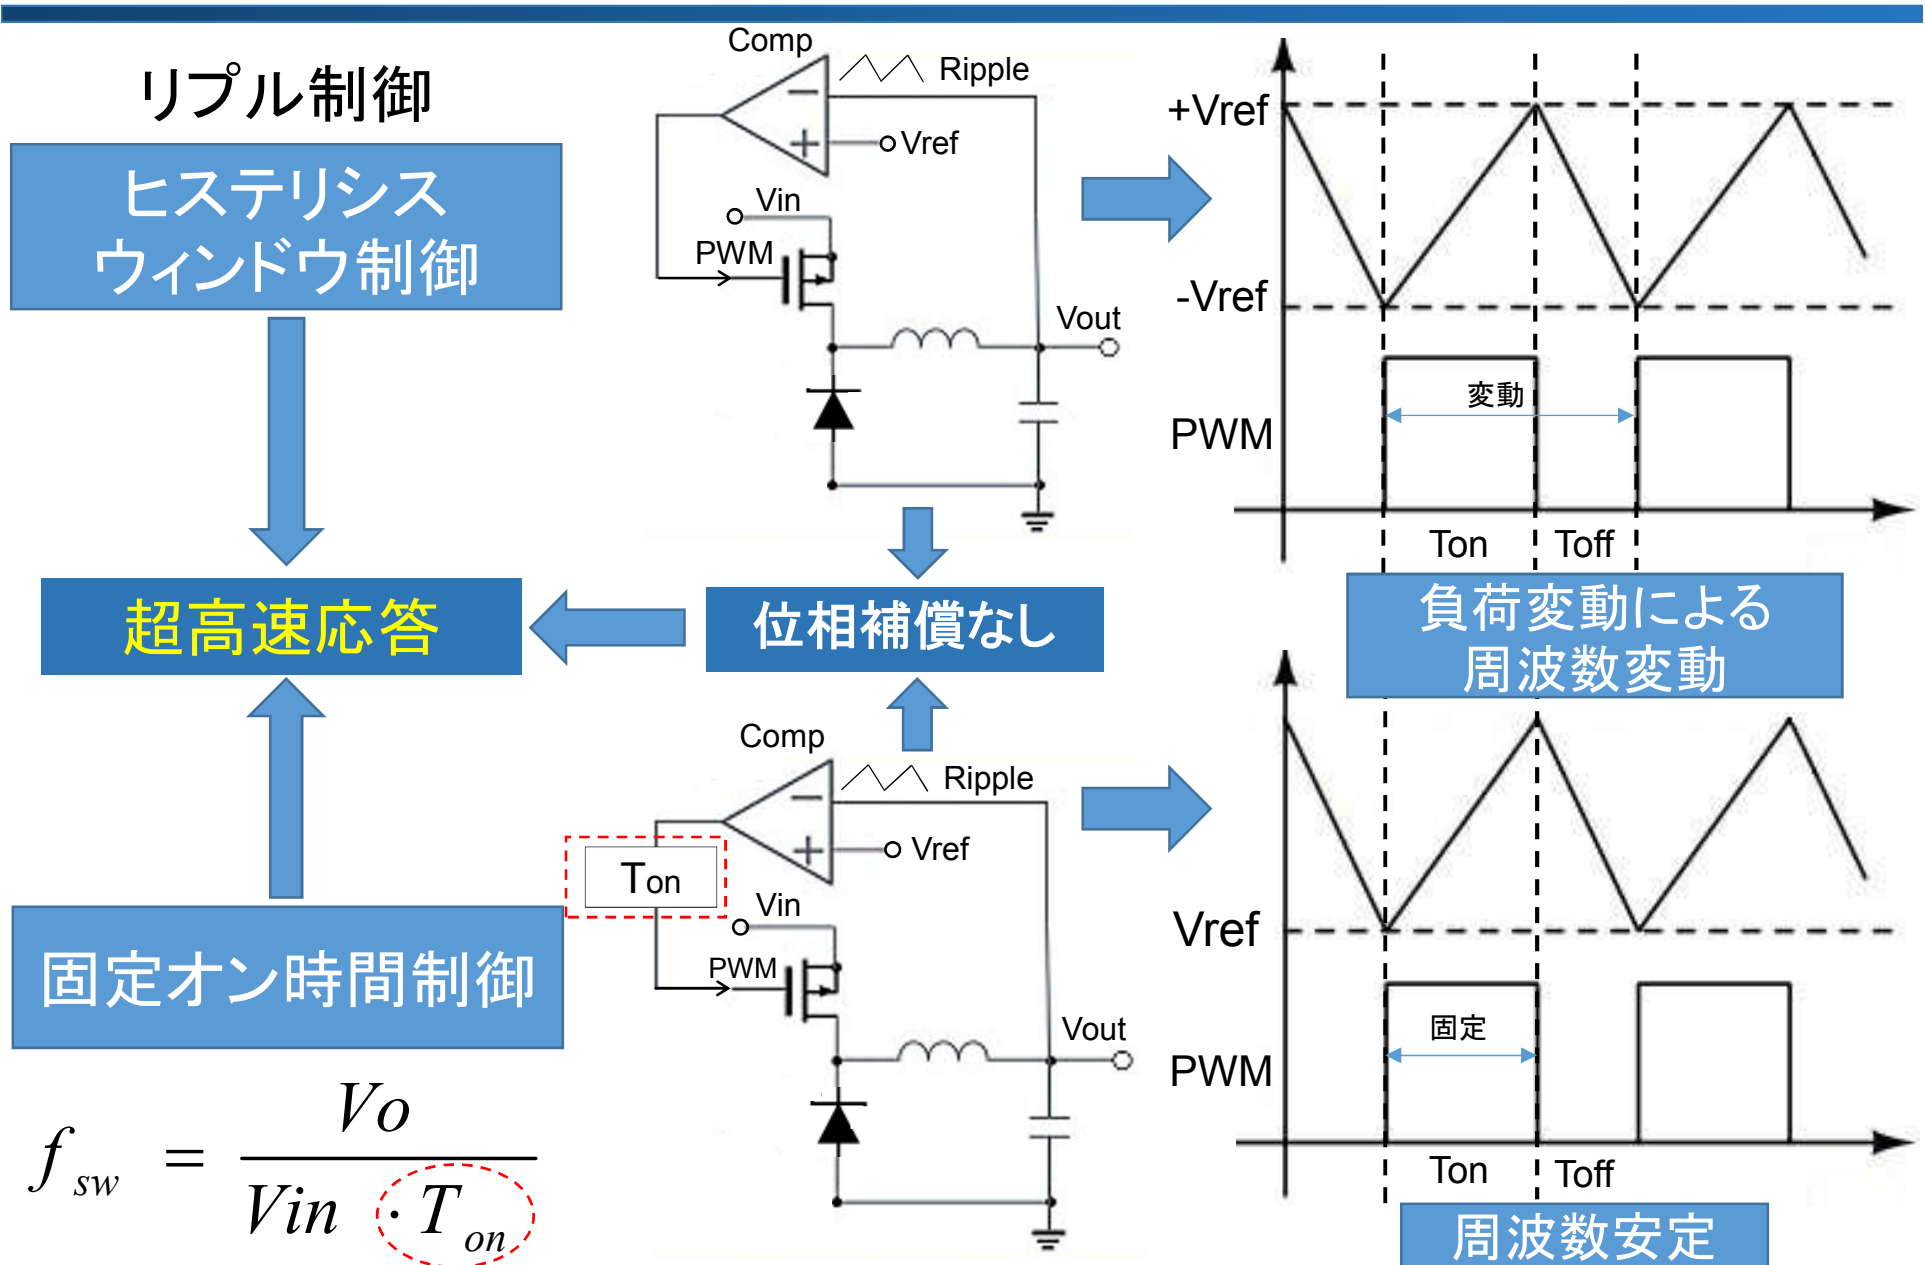 リプル制御
ヒステリシス
ウィンドウ制御
超高速応答
固定オン時間制御
f sw = Vo / Vin · T on
Comp
Ripple
Vref
Vin
PWM
Vout
位相補償なし
Comp
Ripple
Vref
Ton
Vin
PWM
Vout
+Vref
-Vref
変動
PWM
Ton Toff
負荷変動による
周波数変動
Vref
固定
PWM
Ton Toff
周波数安定